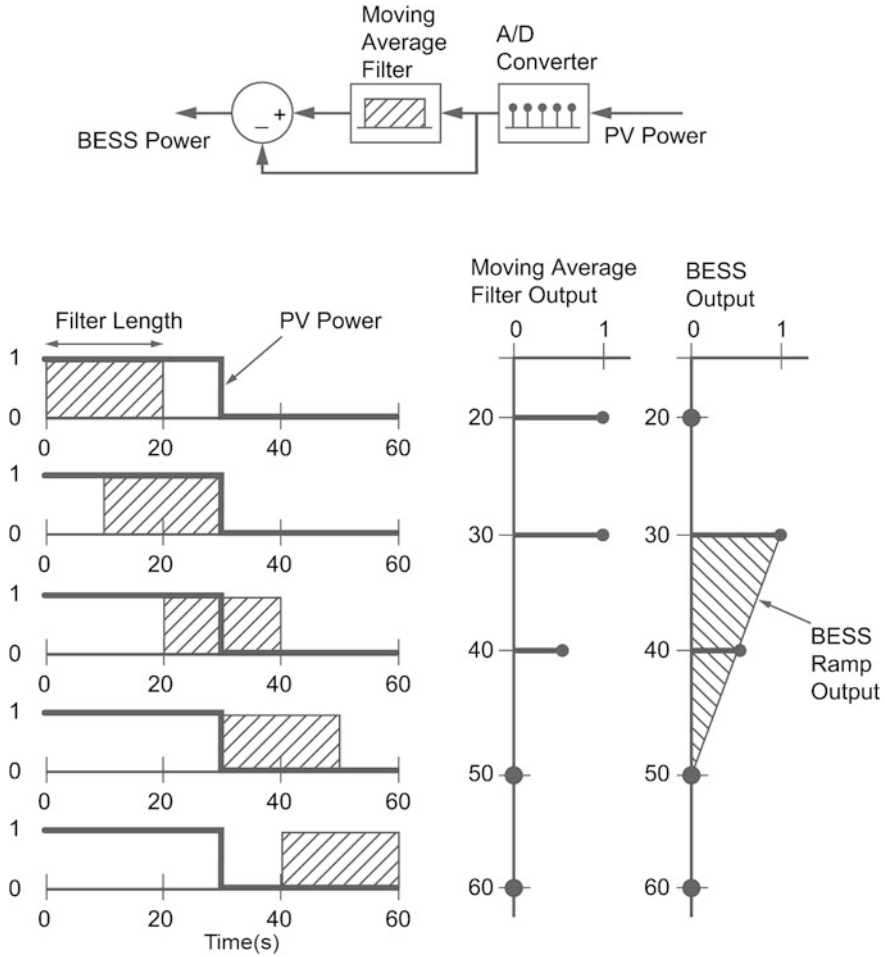 Moving
Average
Filter
A/D
Converter
+
−
BESS Power
PV Power
Moving Average
Filter Output
BESS
Output
0 1
0 1
Filter Length
PV Power
1
0
0 20 40 60
1
0
0 20 40 60
1
0
0 20 40 60
1
0
0 20 40 60
1
0
0 20 40 60
Time(s)
20
30
40
50
60
20
30
40
50
60
BESS
Ramp
Output